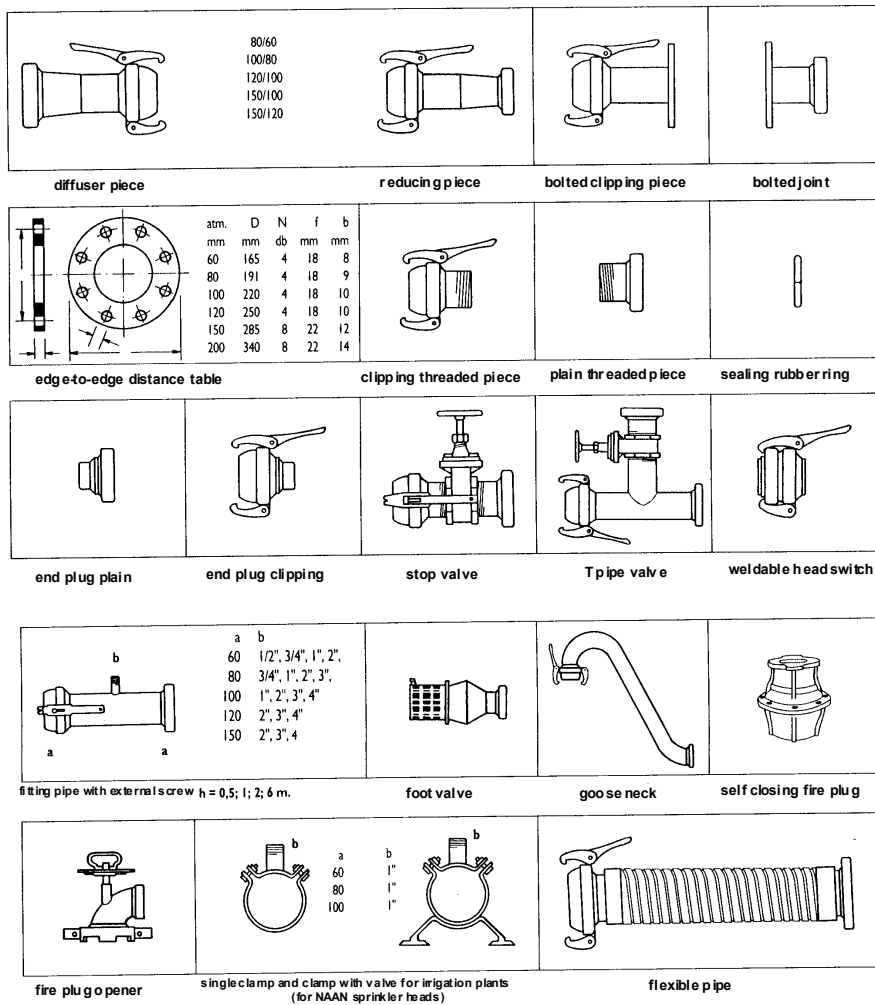 80/60
100/80
120/100
150/100
150/120
diffuser piece
reducing piece
bolted clipping piece
bolted joint
atm. D N f b
mm mm db mm mm
60 165 4 18 8
80 191 4 18 9
100 220 4 18 10
120 250 4 18 10
150 285 8 22 12
200 340 8 22 14
edge-to-edge distance table
clipping threaded piece
plain threaded piece
sealing rubber ring
end plug plain
end plug clipping
stop valve
T pipe valve
weldable head switch
a b
60 1/2", 3/4", 1", 2",
80 3/4", 1", 2", 3",
100 1", 2", 3", 4"
120 2", 3", 4"
150 2", 3", 4
b
a a
fitting pipe with external screw h = 0,5; 1; 2; 6 m.
foot valve
goose neck
self closing fire plug
b b
a b
60 1"
80 1"
100 1"
fire plug opener
single clamp and clamp with valve for irrigation plants
(for NAAN sprinkler heads)
flexible pipe